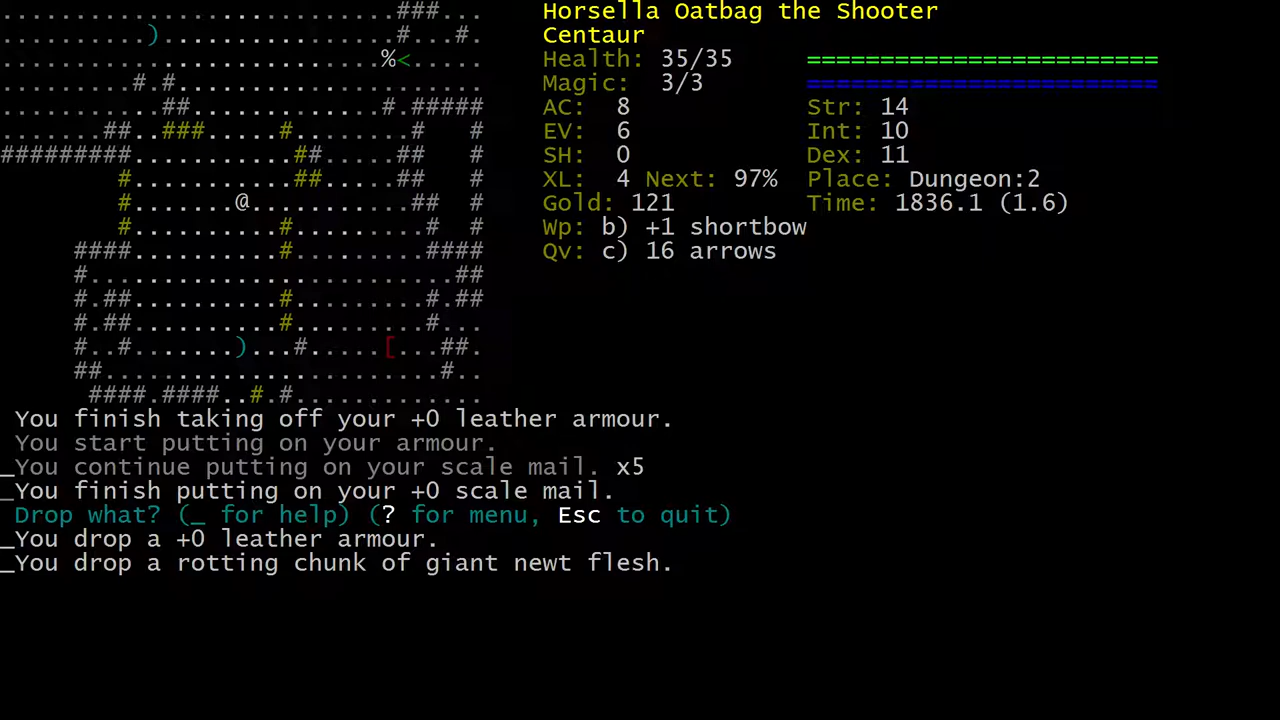 Horsella Oatbag the Shooter
Centaur
Health: 35/35 ========================
Magic: 3/3 ========================
AC: 8 Str: 14
EV: 6 Int: 10
SH: 0 Dex: 11
XL: 4 Next: 97% Place: Dungeon:2
Gold: 121 Time: 1836.1 (1.6)
Wp: b) +1 shortbow
Qv: c) 16 arrows
You finish taking off your +0 leather armour.
You start putting on your armour.
_You continue putting on your scale mail. x5
_You finish putting on your +0 scale mail.
Drop what? (_ for help) (? for menu, Esc to quit)
_You drop a +0 leather armour.
_You drop a rotting chunk of giant newt flesh.